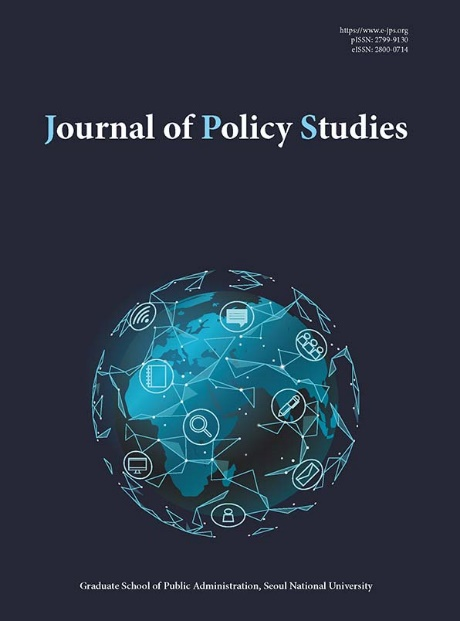 https://www.e-jps.org
pISSN: 2799-9130
eISSN: 2800-0714
Journal of Policy Studies
Graduate School of Public Administration, Seoul National University